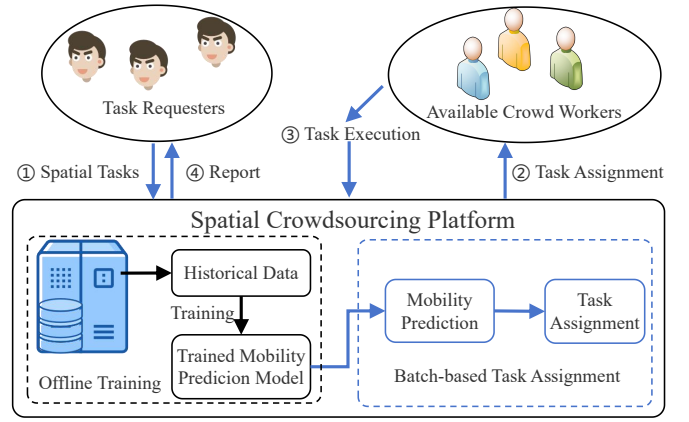 Task Requesters
Available Crowd Workers
③ Task Execution
① Spatial Tasks
④ Report
② Task Assignment
Spatial Crowdsourcing Platform
Historical Data
Training
Trained Mobility
Predicion Model
Offline Training
Mobility
Prediction
Task
Assignment
Batch-based Task Assignment